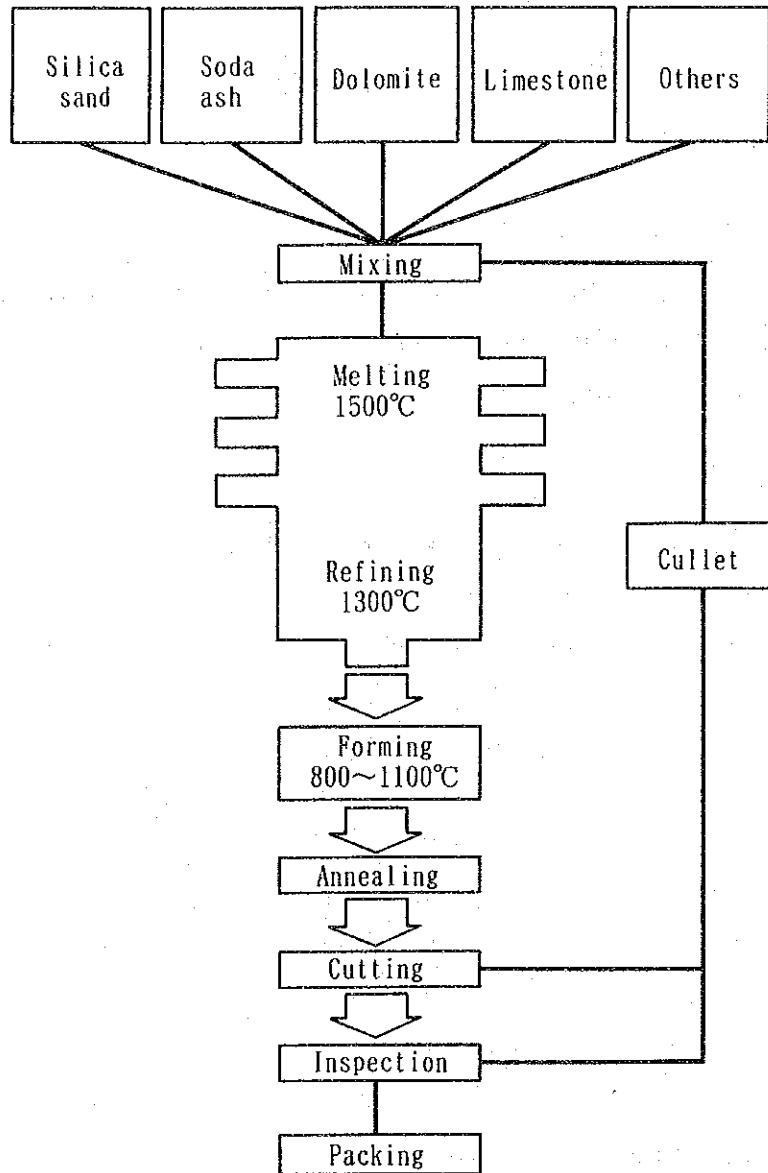 Silica
sand
Soda
ash
Dolomite
Limestone
Others
Mixing
Melting
1500℃
Refining
1300℃
Cullet
Forming
800～1100℃
Annealing
Cutting
Inspection
Packing